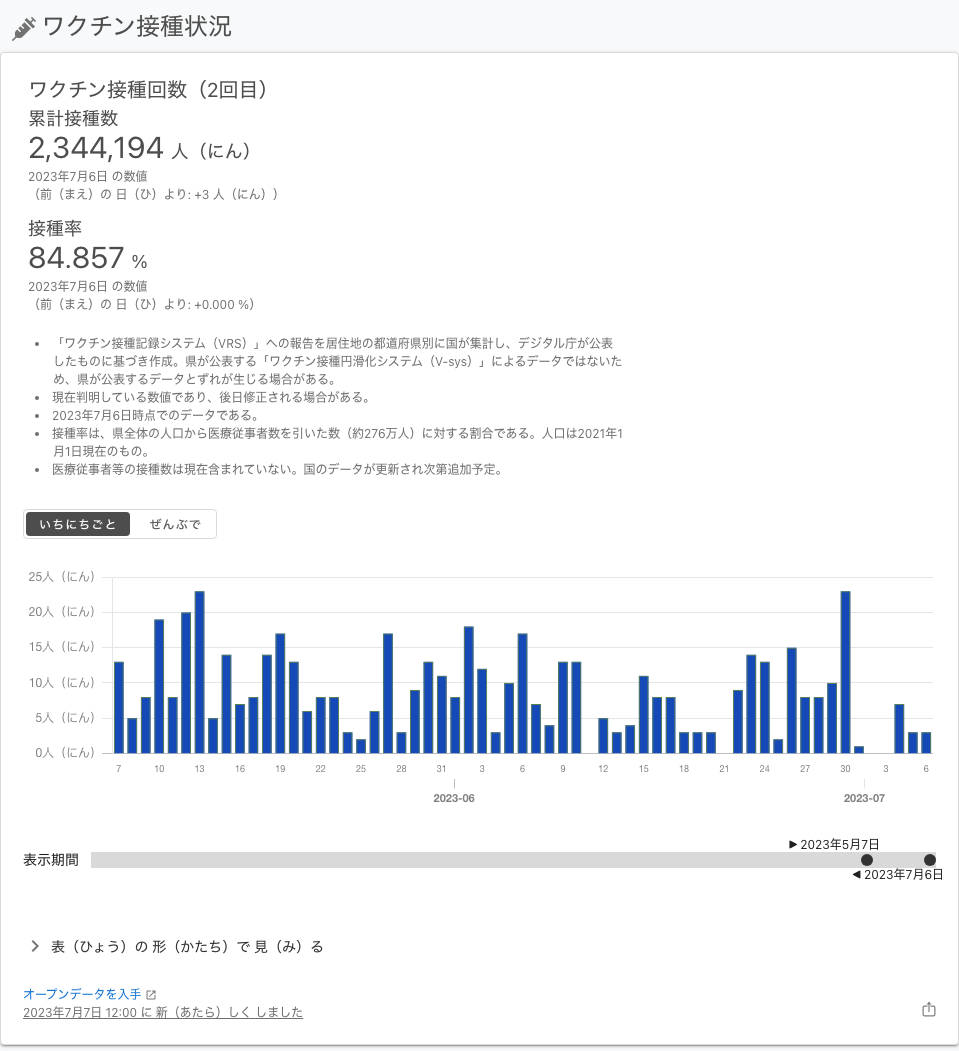 ワクチン接種状況
ワクチン接種回数（2回目）
累計接種数
2,344,194 人（にん）
2023年7月6日 の数値
（前（まえ）の 日（ひ）より: +3 人（にん））
接種率
84.857 %
2023年7月6日 の数値
（前（まえ）の 日（ひ）より: +0.000 %）
• 「ワクチン接種記録システム（VRS）」への報告を居住地の都道府県別に国が集計し、デジタル庁が公表
したものに基づき作成。県が公表する「ワクチン接種円滑化システム（V-sys）」によるデータではないた
め、県が公表するデータとずれが生じる場合がある。
• 現在判明している数値であり、後日修正される場合がある。
• 2023年7月6日時点でのデータである。
• 接種率は、県全体の人口から医療従事者数を引いた数（約276万人）に対する割合である。人口は2021年1
月1日現在のもの。
• 医療従事者等の接種数は現在含まれていない。国のデータが更新され次第追加予定。
いちにちごと ぜんぶで
25人（にん）
20人（にん）
15人（にん）
10人（にん）
5人（にん）
0人（にん）
7 10 13 16 19 22 25 28 31 3 6 9 12 15 18 21 24 27 30 3 6
2023-06 2023-07
▶ 2023年5月7日
表示期間
◀ 2023年7月6日
表（ひょう）の 形（かたち）で 見（み）る
オープンデータを入手
2023年7月7日 12:00 に 新（あたら）しく しました